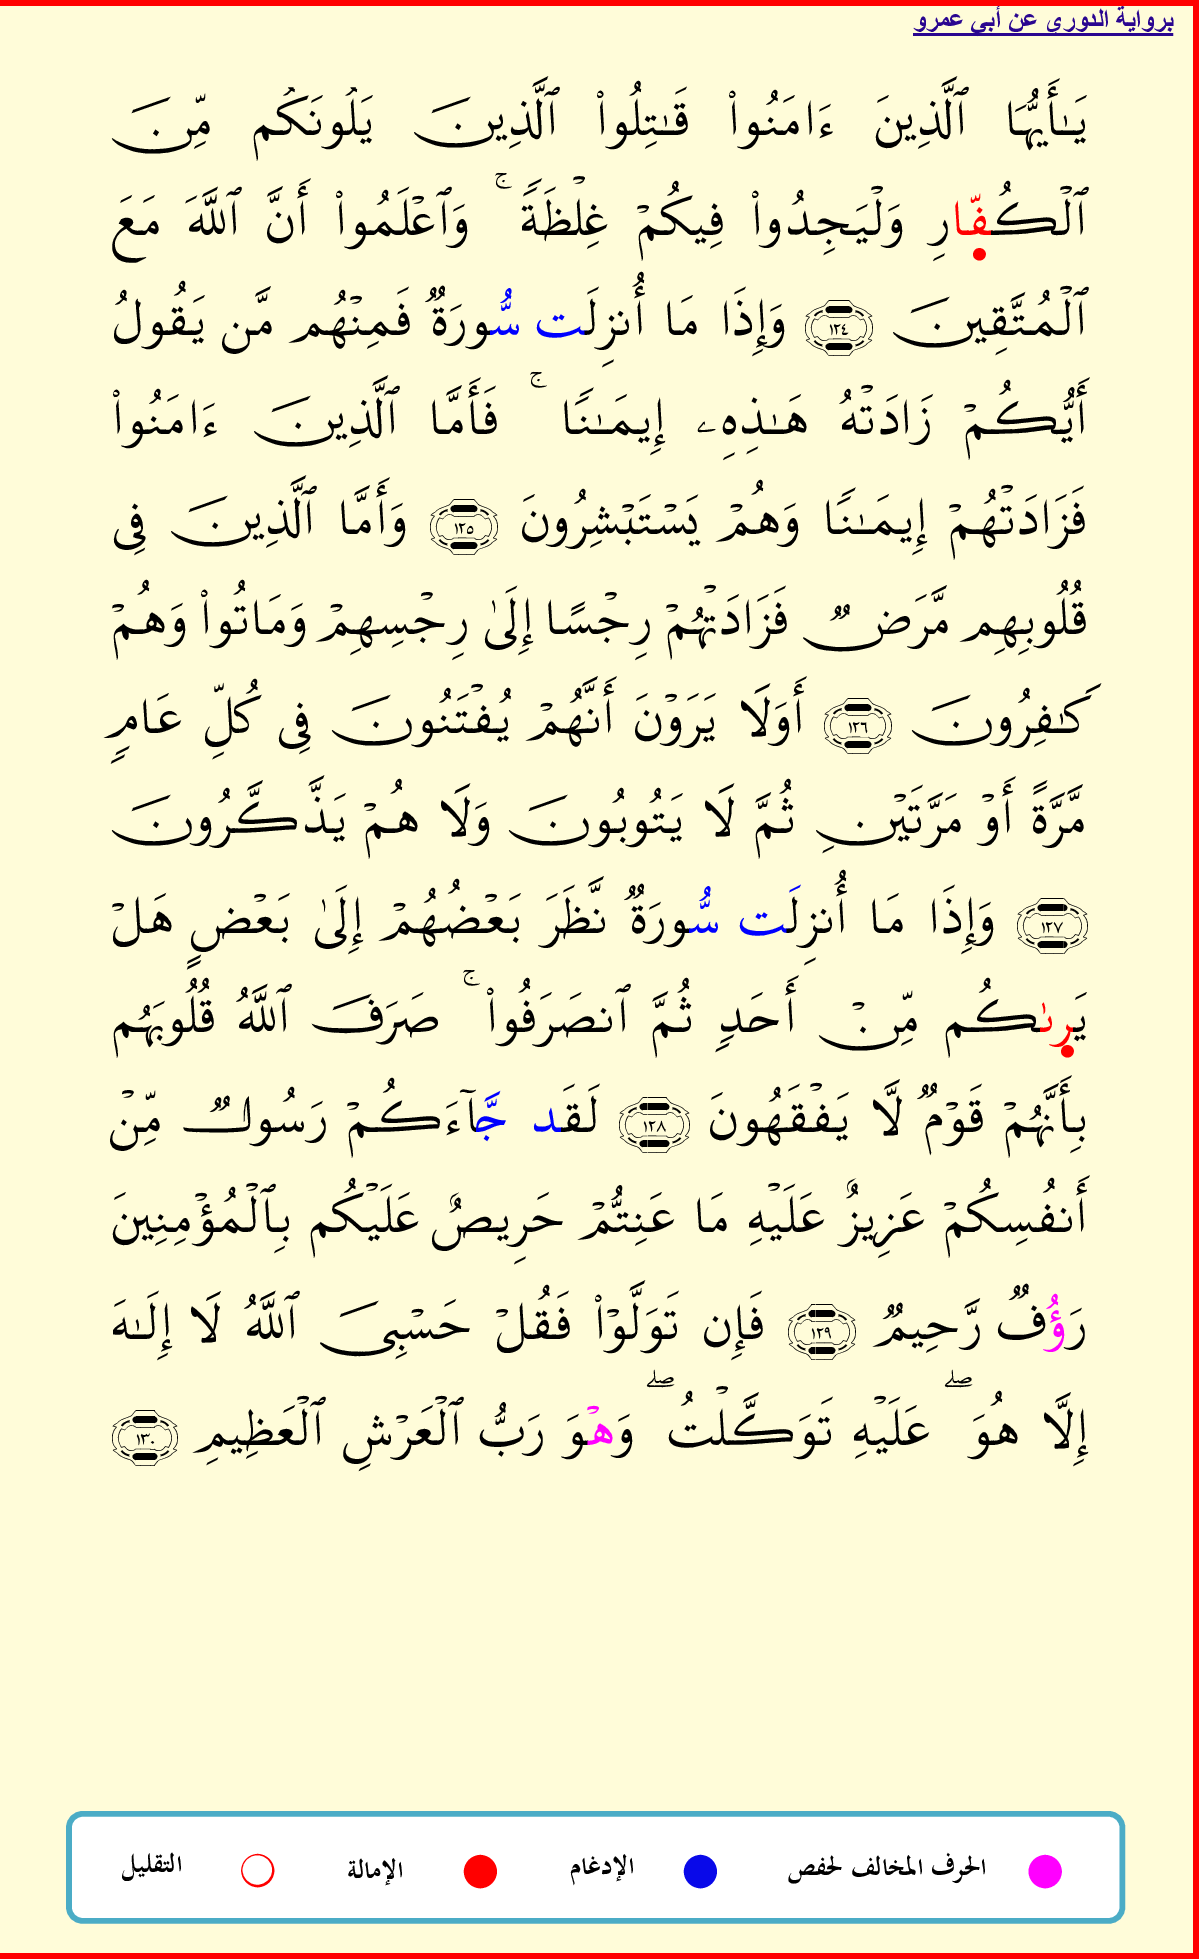 برواية الدوري عن أبي عمرو
يَٰٓأَيُّهَا ٱلَّذِينَ ءَامَنُواْ قَٰتِلُواْ ٱلَّذِينَ يَلُونَكُم مِّنَ
ٱلْكُفّارِ وَلْيَجِدُواْ فِيكُمْ غِلْظَةً ۚ وَٱعْلَمُواْ أَنَّ ٱللَّهَ مَعَ
ٱلْمُتَّقِينَ ١٢٤ وَإِذَا مَا أُنزِلَت سُّورَةٌ فَمِنْهُم مَّن يَقُولُ
أَيُّكُمْ زَادَتْهُ هَٰذِهِۦ إِيمَٰنًا ۚ فَأَمَّا ٱلَّذِينَ ءَامَنُواْ
فَزَادَتْهُمْ إِيمَٰنًا وَهُمْ يَسْتَبْشِرُونَ ١٢٥ وَأَمَّا ٱلَّذِينَ فِى
قُلُوبِهِم مَّرَضٌ فَزَادَتْهُمْ رِجْسًا إِلَىٰ رِجْسِهِمْ وَمَاتُواْ وَهُمْ
كَٰفِرُونَ ١٢٦ أَوَلَا يَرَوْنَ أَنَّهُمْ يُفْتَنُونَ فِى كُلِّ عَامٍ
مَّرَّةً أَوْ مَرَّتَيْنِ ثُمَّ لَا يَتُوبُونَ وَلَا هُمْ يَذَّكَّرُونَ
١٢٧ وَإِذَا مَا أُنزِلَت سُّورَةٌ نَّظَرَ بَعْضُهُمْ إِلَىٰ بَعْضٍ هَلْ
يَرِىٰكُم مِّنْ أَحَدٍ ثُمَّ ٱنصَرَفُواْ ۚ صَرَفَ ٱللَّهُ قُلُوبَهُم
بِأَنَّهُمْ قَوْمٌ لَّا يَفْقَهُونَ ١٢٨ لَقَد جَّآءَكُمْ رَسُولٌ مِّنْ
أَنفُسِكُمْ عَزِيزٌ عَلَيْهِ مَا عَنِتُّمْ حَرِيصٌ عَلَيْكُم بِٱلْمُؤْمِنِينَ
رَؤُفٌ رَّحِيمٌ ١٢٩ فَإِن تَوَلَّوْاْ فَقُلْ حَسْبِىَ ٱللَّهُ لَا إِلَٰهَ
إِلَّا هُوَ ۖ عَلَيْهِ تَوَكَّلْتُ ۖ وَهْوَ رَبُّ ٱلْعَرْشِ ٱلْعَظِيمِ ١٣٠
الحرف المخالف لحفص الإدغام الإمالة التقليل